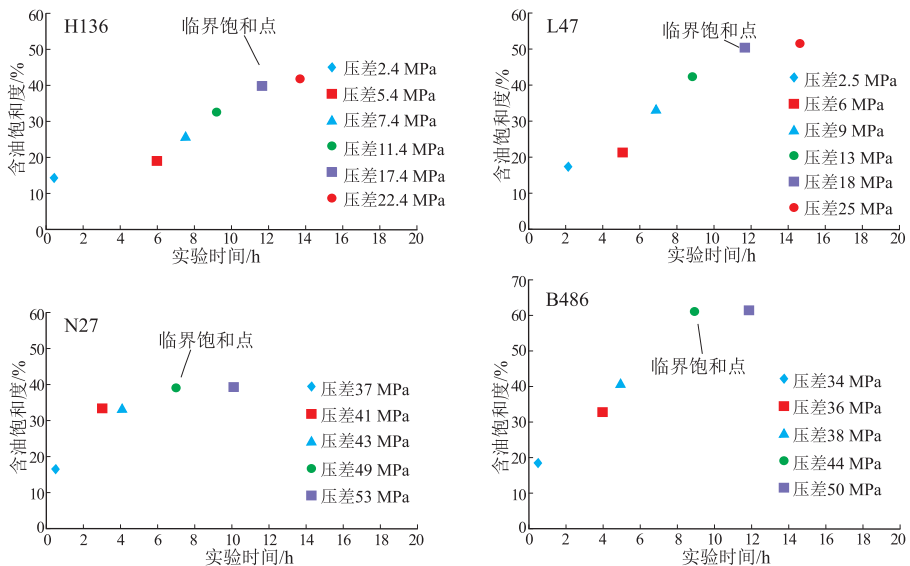 H136
临界饱和点
含油饱和度/%
60
50
40
30
20
10
0
0 2 4 6 8 10 12 14 16 18 20
实验时间/h
压差2.4 MPa
压差5.4 MPa
压差7.4 MPa
压差11.4 MPa
压差17.4 MPa
压差22.4 MPa
L47
临界饱和点
含油饱和度/%
60
50
40
30
20
10
0
0 2 4 6 8 10 12 14 16 18 20
实验时间/h
压差2.5 MPa
压差6 MPa
压差9 MPa
压差13 MPa
压差18 MPa
压差25 MPa
N27
临界饱和点
含油饱和度/%
60
50
40
30
20
10
0
0 2 4 6 8 10 12 14 16 18 20
实验时间/h
压差37 MPa
压差41 MPa
压差43 MPa
压差49 MPa
压差53 MPa
B486
临界饱和点
含油饱和度/%
70
60
50
40
30
20
10
0
0 2 4 6 8 10 12 14 16 18 20
实验时间/h
压差34 MPa
压差36 MPa
压差38 MPa
压差44 MPa
压差50 MPa